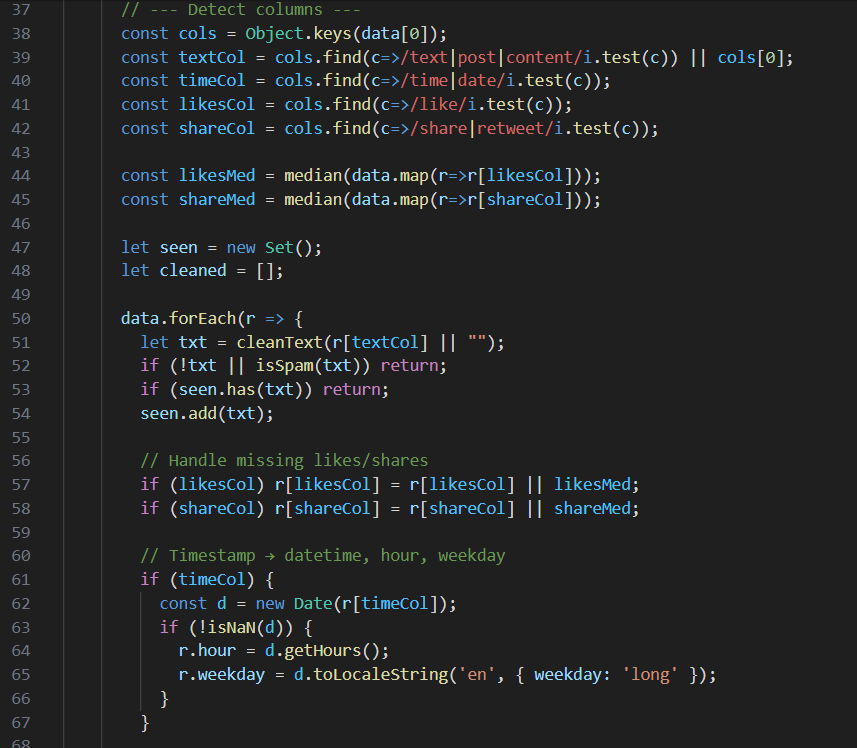 37 // --- Detect columns ---
38 const cols = Object.keys(data[0]);
39 const textCol = cols.find(c=>/text|post|content/i.test(c)) || cols[0];
40 const timeCol = cols.find(c=>/time|date/i.test(c));
41 const likesCol = cols.find(c=>/like/i.test(c));
42 const shareCol = cols.find(c=>/share|retweet/i.test(c));
43
44 const likesMed = median(data.map(r=>r[likesCol]));
45 const shareMed = median(data.map(r=>r[shareCol]));
46
47 let seen = new Set();
48 let cleaned = [];
49
50 data.forEach(r => {
51 let txt = cleanText(r[textCol] || "");
52 if (!txt || isSpam(txt)) return;
53 if (seen.has(txt)) return;
54 seen.add(txt);
55
56 // Handle missing likes/shares
57 if (likesCol) r[likesCol] = r[likesCol] || likesMed;
58 if (shareCol) r[shareCol] = r[shareCol] || shareMed;
59
60 // Timestamp → datetime, hour, weekday
61 if (timeCol) {
62 const d = new Date(r[timeCol]);
63 if (!isNaN(d)) {
64 r.hour = d.getHours();
65 r.weekday = d.toLocaleString('en', { weekday: 'long' });
66 }
67 }
68